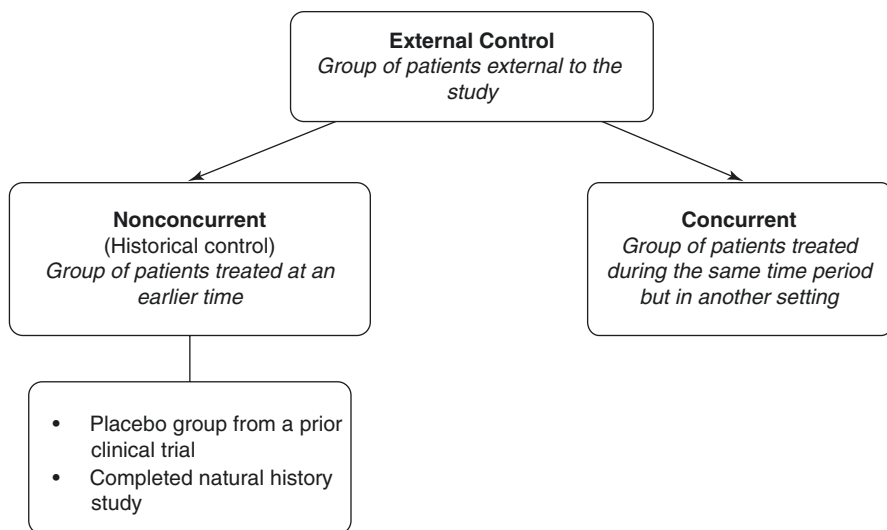 External Control
Group of patients external to the
study
Nonconcurrent
(Historical control)
Group of patients treated at an
earlier time
Concurrent
Group of patients treated
during the same time period
but in another setting
• Placebo group from a prior
clinical trial
• Completed natural history
study